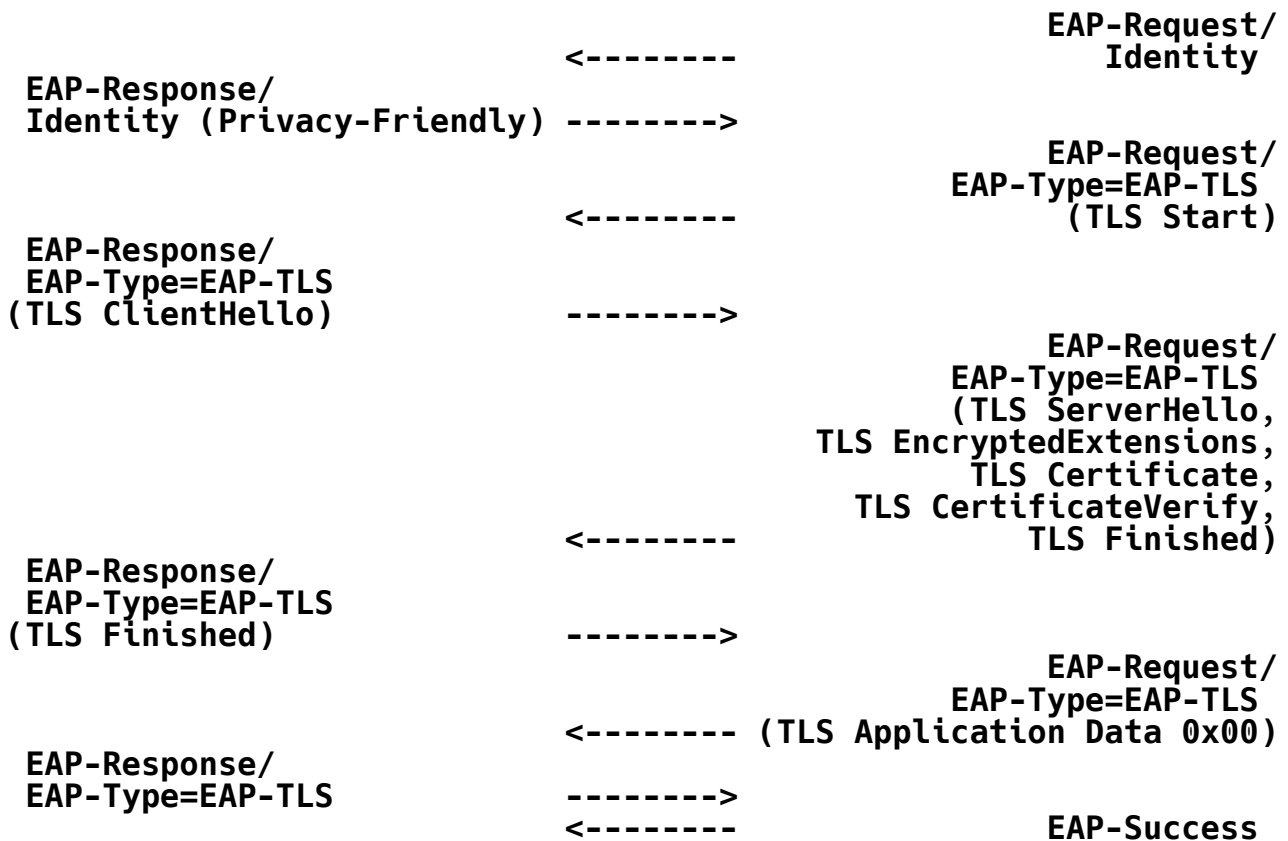 EAP-Request/
<-------- Identity
EAP-Response/
Identity (Privacy-Friendly) -------->
EAP-Request/
EAP-Type=EAP-TLS
<-------- (TLS Start)
EAP-Response/
EAP-Type=EAP-TLS
(TLS ClientHello) -------->
EAP-Request/
EAP-Type=EAP-TLS
(TLS ServerHello,
TLS EncryptedExtensions,
TLS Certificate,
TLS CertificateVerify,
<-------- TLS Finished)
EAP-Response/
EAP-Type=EAP-TLS
(TLS Finished) -------->
EAP-Request/
EAP-Type=EAP-TLS
<-------- (TLS Application Data 0x00)
EAP-Response/
EAP-Type=EAP-TLS -------->
<-------- EAP-Success